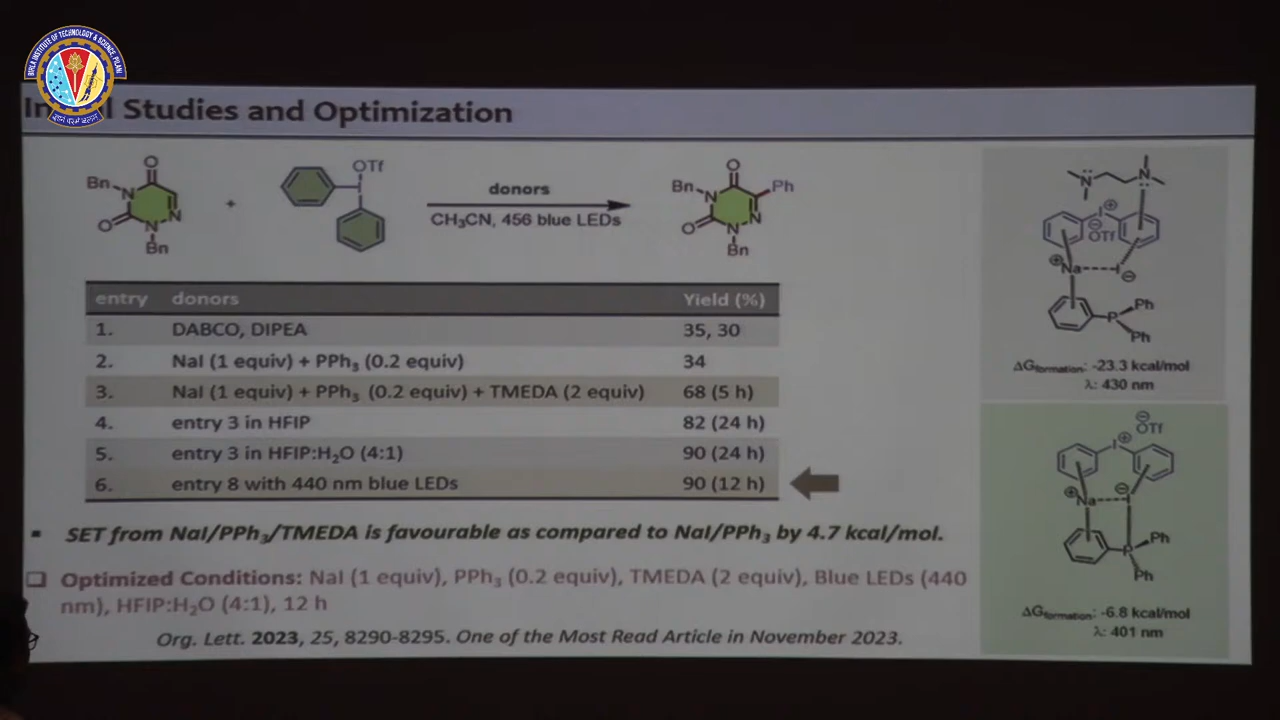 BIRLA INSTITUTE OF TECHNOLOGY & SCIENCE, PILANI
Studies and Optimization
O
Bn
N
O
N
N
Bn
+
OTf
I
donors
CH₃CN, 456 blue LEDs
O
Bn
Ph
N
O
N
N
Bn
entry donors Yield (%)
1. DABCO, DIPEA 35, 30
2. NaI (1 equiv) + PPh₃ (0.2 equiv) 34
3. NaI (1 equiv) + PPh₃ (0.2 equiv) + TMEDA (2 equiv) 68 (5 h)
4. entry 3 in HFIP 82 (24 h)
5. entry 3 in HFIP:H₂O (4:1) 90 (24 h)
6. entry 8 with 440 nm blue LEDs 90 (12 h)
▪ SET from NaI/PPh₃/TMEDA is favourable as compared to NaI/PPh₃ by 4.7 kcal/mol.
❑ Optimized Conditions: NaI (1 equiv), PPh₃ (0.2 equiv), TMEDA (2 equiv), Blue LEDs (440
nm), HFIP:H₂O (4:1), 12 h
Org. Lett. 2023, 25, 8290-8295. One of the Most Read Article in November 2023.
N
N
I⊕
⊖
OTf
⊕
Na
I
⊖
Ph
P
Ph
ΔGformation: -23.3 kcal/mol
λ: 430 nm
⊖
OTf
I⊕
⊕
Na
⊖
I
P
Ph
Ph
ΔGformation: -6.8 kcal/mol
λ: 401 nm